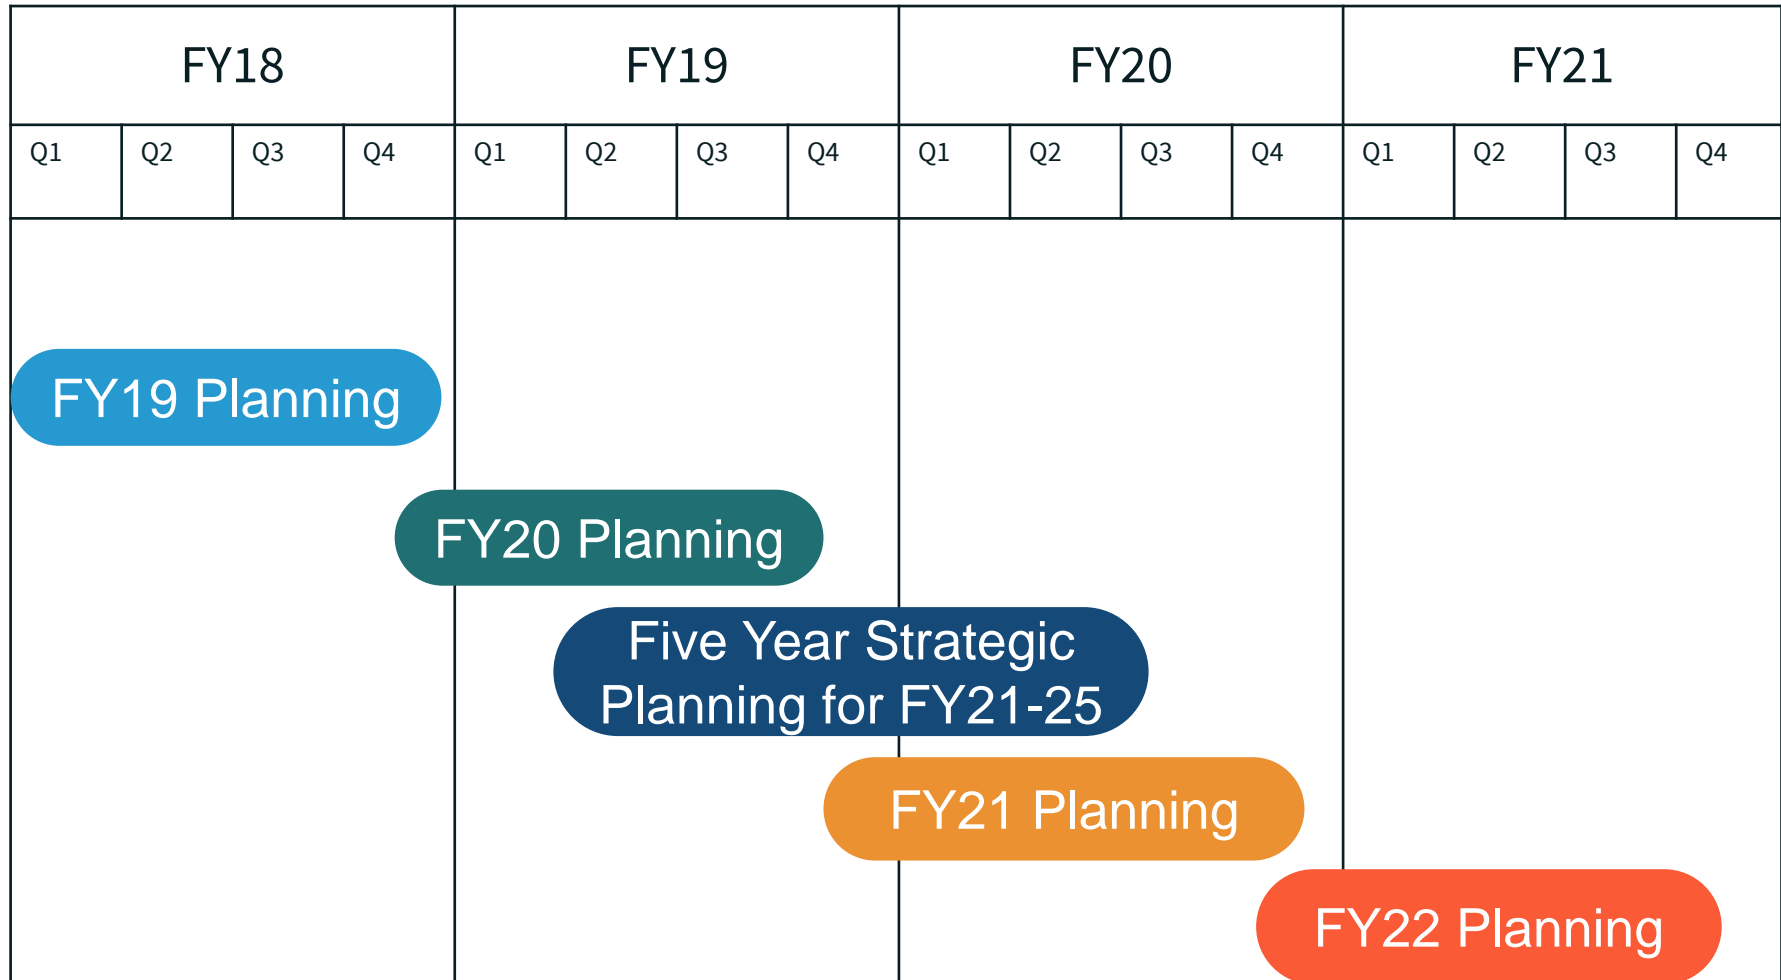 FY18 FY19 FY20 FY21
Q1 Q2 Q3 Q4 Q1 Q2 Q3 Q4 Q1 Q2 Q3 Q4 Q1 Q2 Q3 Q4
FY19 Planning
FY20 Planning
Five Year Strategic
Planning for FY21-25
FY21 Planning
FY22 Planning